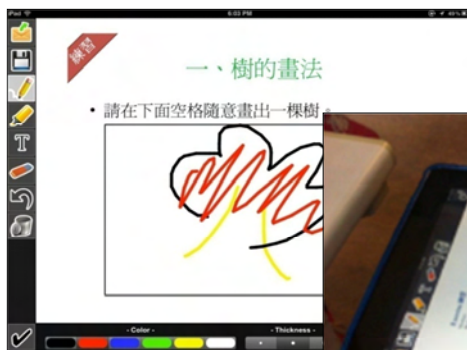 iPad
6:03 PM
45%
練習
一、樹的畫法
• 請在下面空格隨意畫出一棵樹。
T
- Color -
- Thickness -